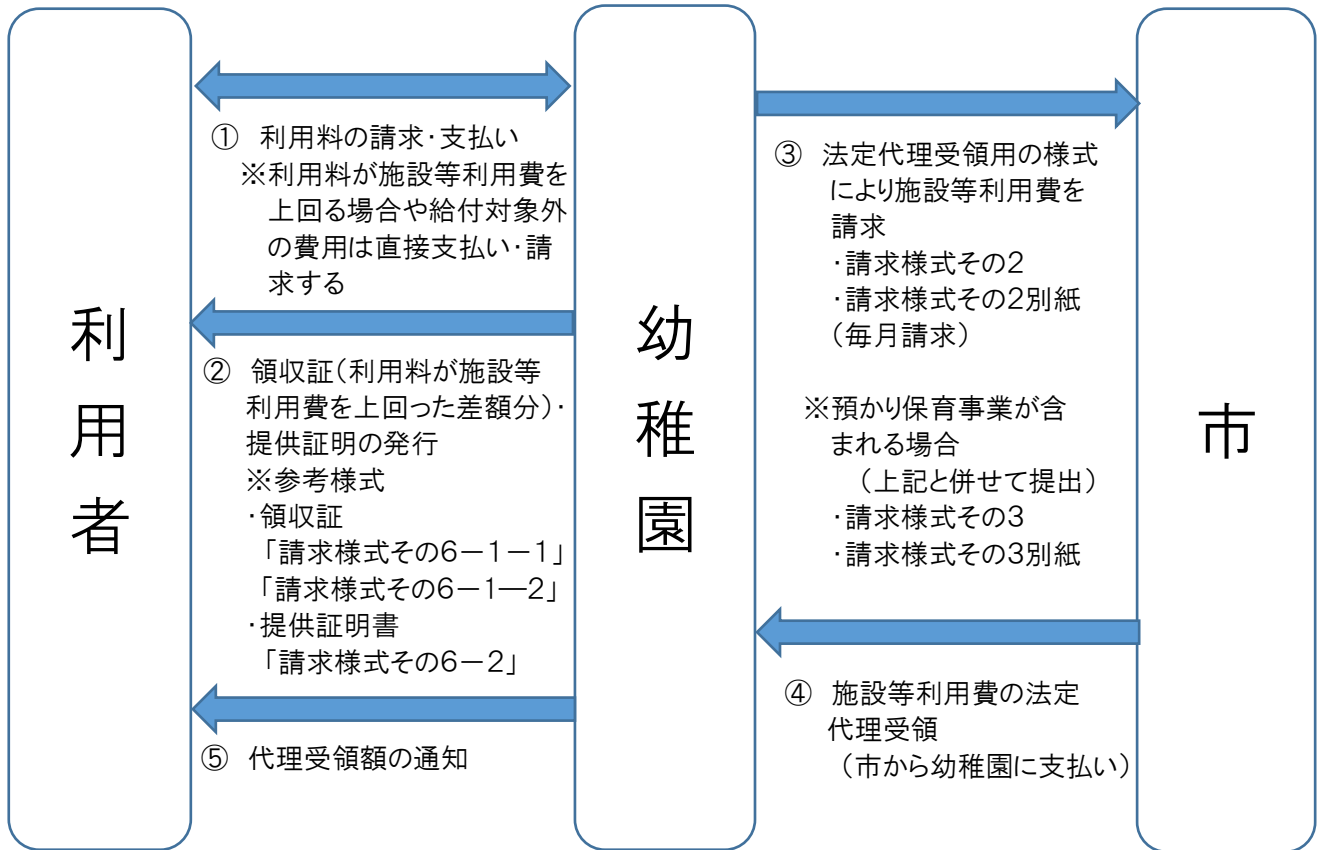 利用者
① 利用料の請求・支払い
※利用料が施設等利用費を
上回る場合や給付対象外
の費用は直接支払い・請
求する
② 領収証(利用料が施設等
利用費を上回った差額分)・
提供証明の発行
※参考様式
・領収証
「請求様式その6-1-1」
「請求様式その6-1―2」
・提供証明書
「請求様式その6-2」
⑤ 代理受領額の通知
幼稚園
③ 法定代理受領用の様式
により施設等利用費を
請求
・請求様式その2
・請求様式その2別紙
(毎月請求)
※預かり保育事業が含
まれる場合
(上記と併せて提出)
・請求様式その3
・請求様式その3別紙
④ 施設等利用費の法定
代理受領
(市から幼稚園に支払い)
市